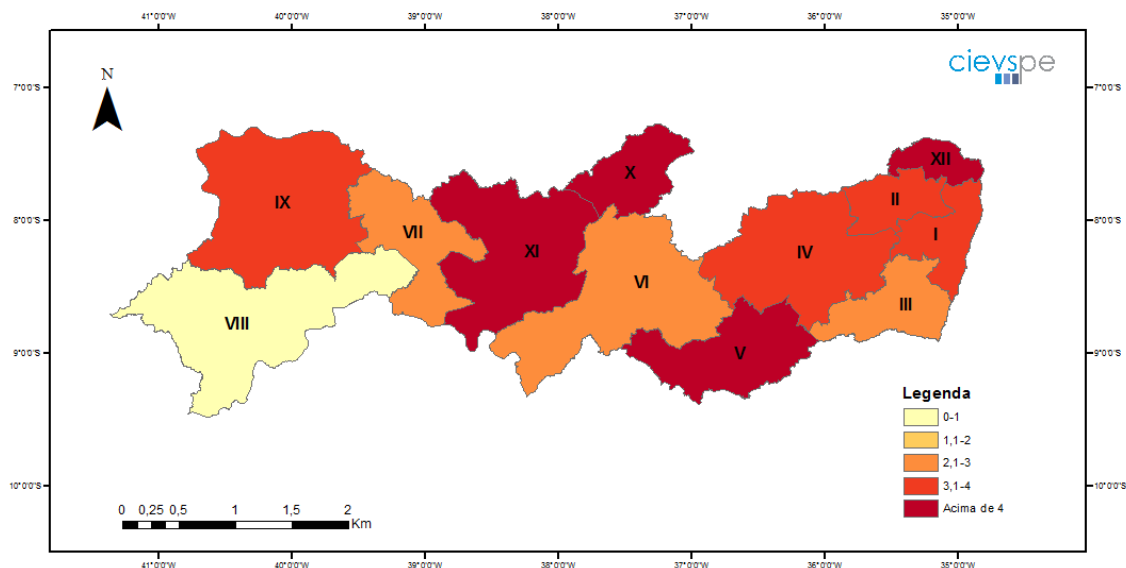 41°0'0"W 40°0'0"W 39°0'0"W 38°0'0"W 37°0'0"W 36°0'0"W 35°0'0"W
cievspe
N
7°0'0"S 7°0'0"S
XII
X
II
IX
8°0'0"S 8°0'0"S
VII
I
XI
IV
VI
III
VIII
9°0'0"S 9°0'0"S
V
Legenda
0-1
1,1-2
2,1-3
3,1-4
Acima de 4
10°0'0"S 10°0'0"S
0 0,25 0,5 1 1,5 2
Km
41°0'0"W 40°0'0"W 39°0'0"W 38°0'0"W 37°0'0"W 36°0'0"W 35°0'0"W